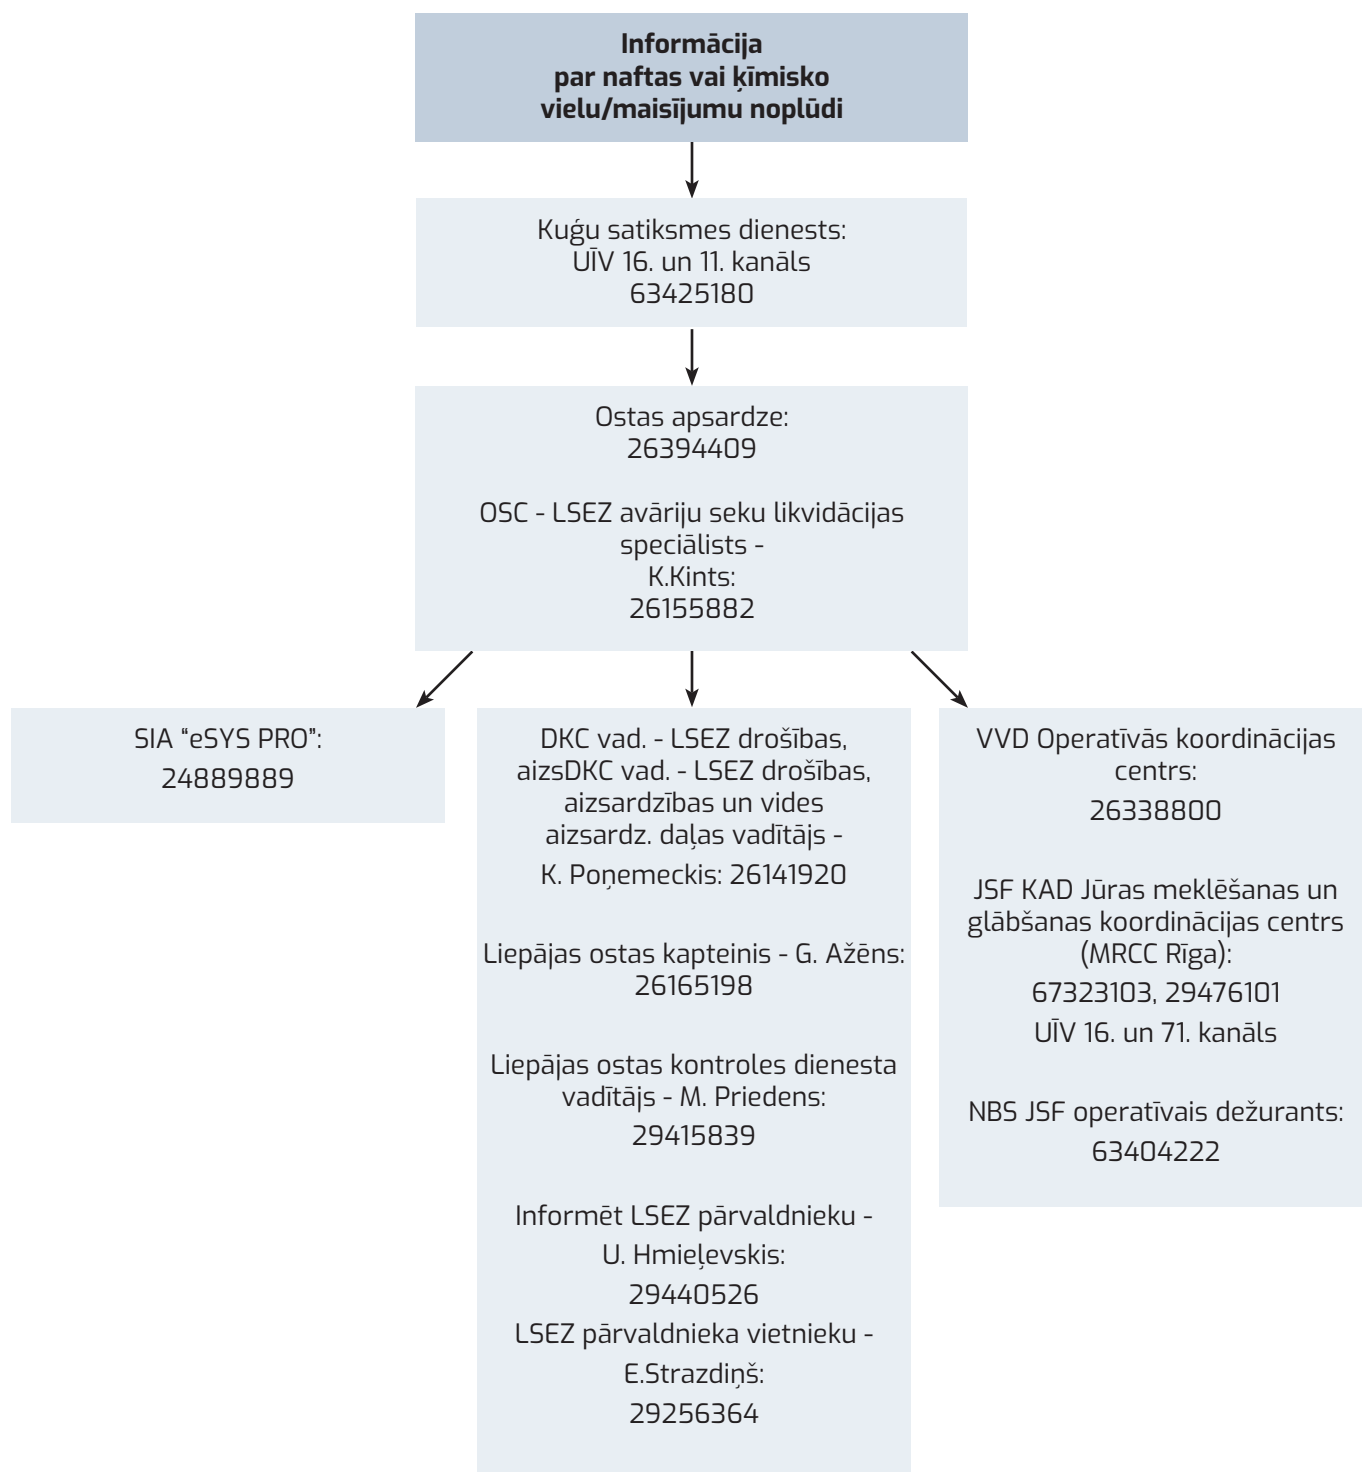 Informācija
par naftas vai ķīmisko
vielu/maisījumu noplūdi
Kuģu satiksmes dienests:
UĪV 16. un 11. kanāls
63425180
Ostas apsardze:
26394409
OSC - LSEZ avāriju seku likvidācijas
speciālists -
K.Kints:
26155882
SIA “eSYS PRO”:
24889889
DKC vad. - LSEZ drošības,
aizsDKC vad. - LSEZ drošības,
aizsardzības un vides
aizsardz. daļas vadītājs -
K. Poņemeckis: 26141920
Liepājas ostas kapteinis - G. Ažēns:
26165198
Liepājas ostas kontroles dienesta
vadītājs - M. Priedens:
29415839
Informēt LSEZ pārvaldnieku -
U. Hmieļevskis:
29440526
LSEZ pārvaldnieka vietnieku -
E.Strazdiņš:
29256364
VVD Operatīvās koordinācijas
centrs:
26338800
JSF KAD Jūras meklēšanas un
glābšanas koordinācijas centrs
(MRCC Rīga):
67323103, 29476101
UĪV 16. un 71. kanāls
NBS JSF operatīvais dežurants:
63404222